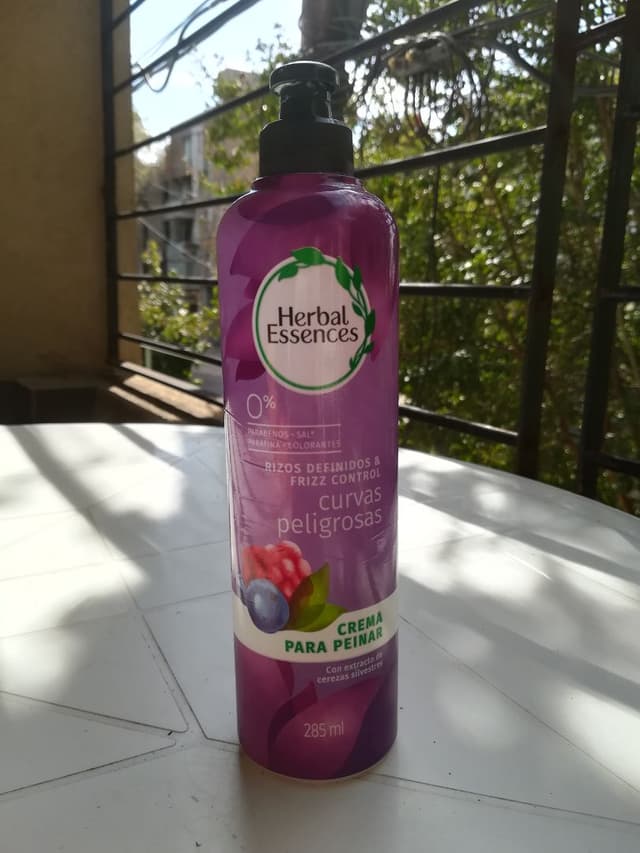 Herbal
Essences
0%
PARABENOS - SAL*
PARAFINA - COLORANTES
RIZOS DEFINIDOS &
FRIZZ CONTROL
curvas
peligrosas
CREMA
PARA PEINAR
Con extracto de
cerezas silvestres
285 ml